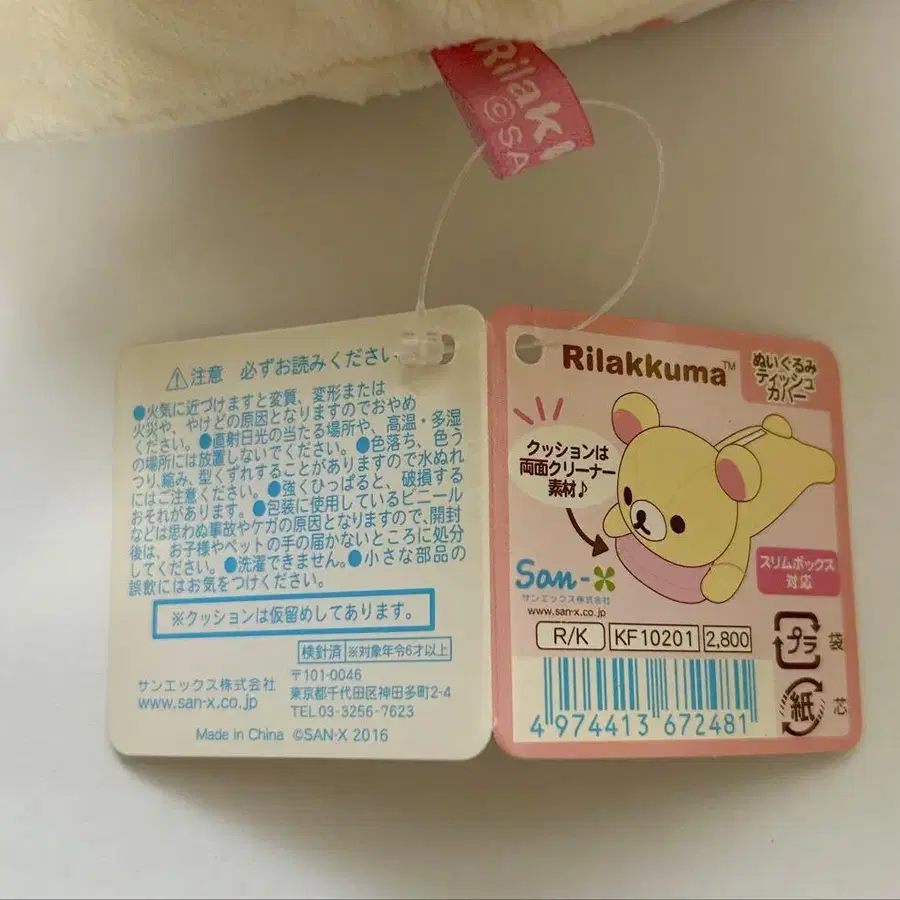 Rilak
©SA
注意 必ずお読みください
●火気に近づけますと変質、変形または
火災や、やけどの原因となりますのでおやめ
ください。●直射日光の当たる場所や、高温・多湿
の場所には放置しないでください。●色落ち、色う
つり、縮み、型くずれすることがありますので水ぬれ
にはご注意ください。●強くひっぱると、破損する
おそれがあります。●包装に使用しているビニール
などは思わぬ事故やケガの原因となりますので、開封
後は、お子様やペットの手の届かないところに処分
してください。●洗濯できません。●小さな部品の
誤飲にはお気をつけください。
※クッションは仮留めしてあります。
検針済 ※対象年令6才以上
サンエックス株式会社
www.san-x.co.jp
〒101-0046
東京都千代田区神田多町2-4
TEL 03-3256-7623
Made in China ©SAN-X 2016
Rilakkuma™
ぬいぐるみ
ティッシュ
カバー
クッションは
両面クリーナー
素材♪
San-X
サンエックス株式会社
www.san-x.co.jp
スリムボックス
対応
R/K KF10201 2,800
4 974413 672481
プラ 袋
紙 芯